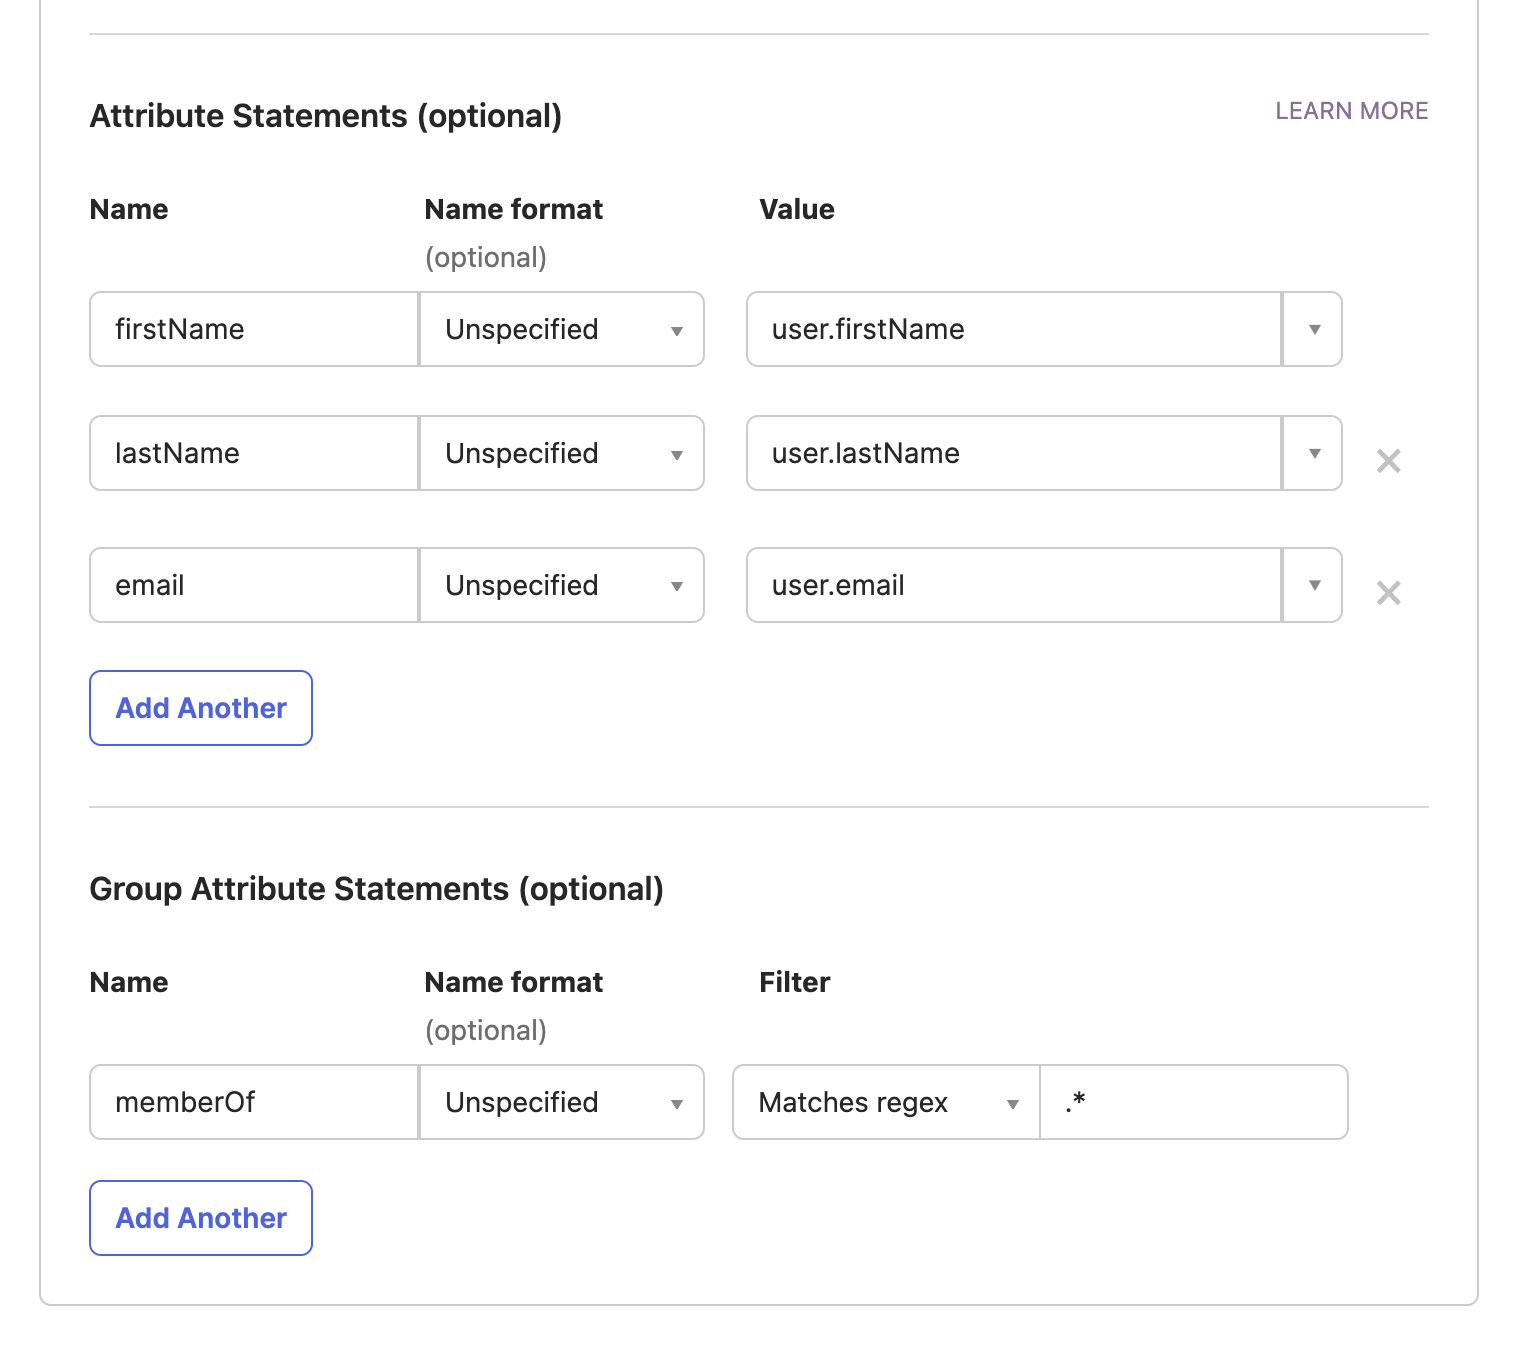 Attribute Statements (optional)
LEARN MORE
Name
Name format
(optional)
Value
firstName
Unspecified
user.firstName
lastName
Unspecified
user.lastName
email
Unspecified
user.email
Add Another
Group Attribute Statements (optional)
Name
Name format
(optional)
Filter
memberOf
Unspecified
Matches regex
.*
Add Another